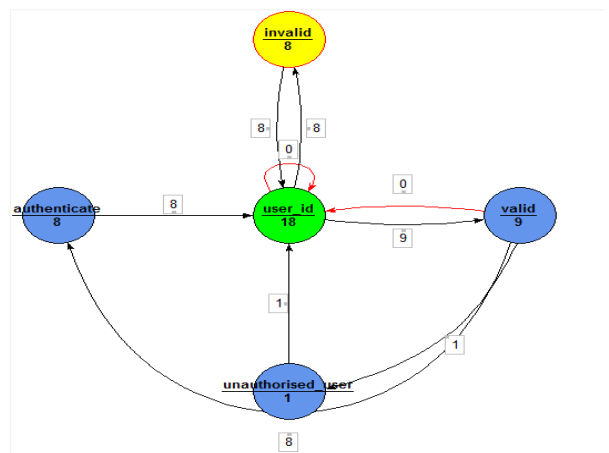 invalid
8
8
8
0
authenticate
8
8
user_id
18
0
9
valid
9
1
1
unauthorised_user
1
8